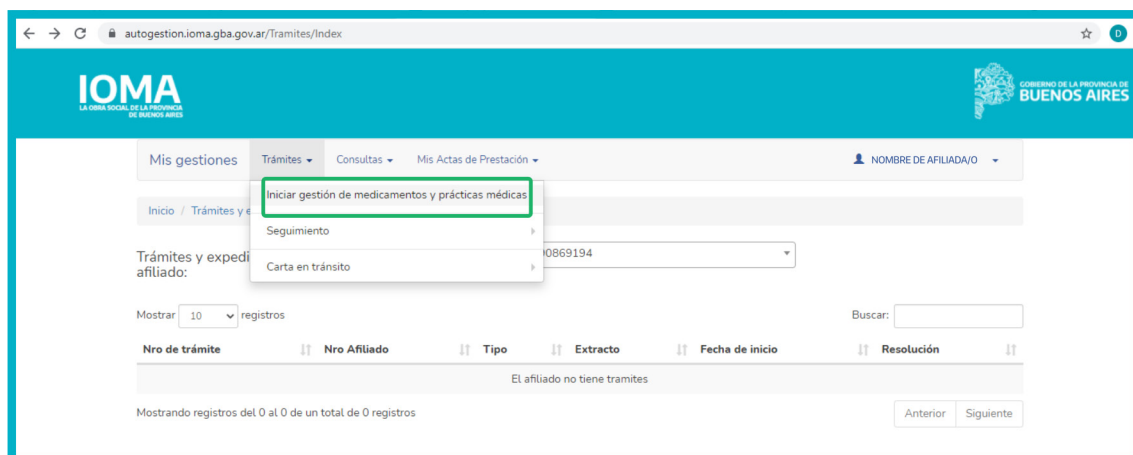 autogestion.ioma.gba.gov.ar/Tramites/Index
D
IOMA
LA OBRA SOCIAL DE LA PROVINCIA
DE BUENOS AIRES
GOBIERNO DE LA PROVINCIA DE
BUENOS AIRES
Mis gestiones Trámites Consultas Mis Actas de Prestación NOMBRE DE AFILIADA/O
Iniciar gestión de medicamentos y prácticas médicas
Inicio / Trámites y e
Seguimiento
Trámites y expedi 00869194
afiliado:
Carta en tránsito
Mostrar 10 registros Buscar:
Nro de trámite Nro Afiliado Tipo Extracto Fecha de inicio Resolución
El afiliado no tiene tramites
Mostrando registros del 0 al 0 de un total de 0 registros Anterior Siguiente